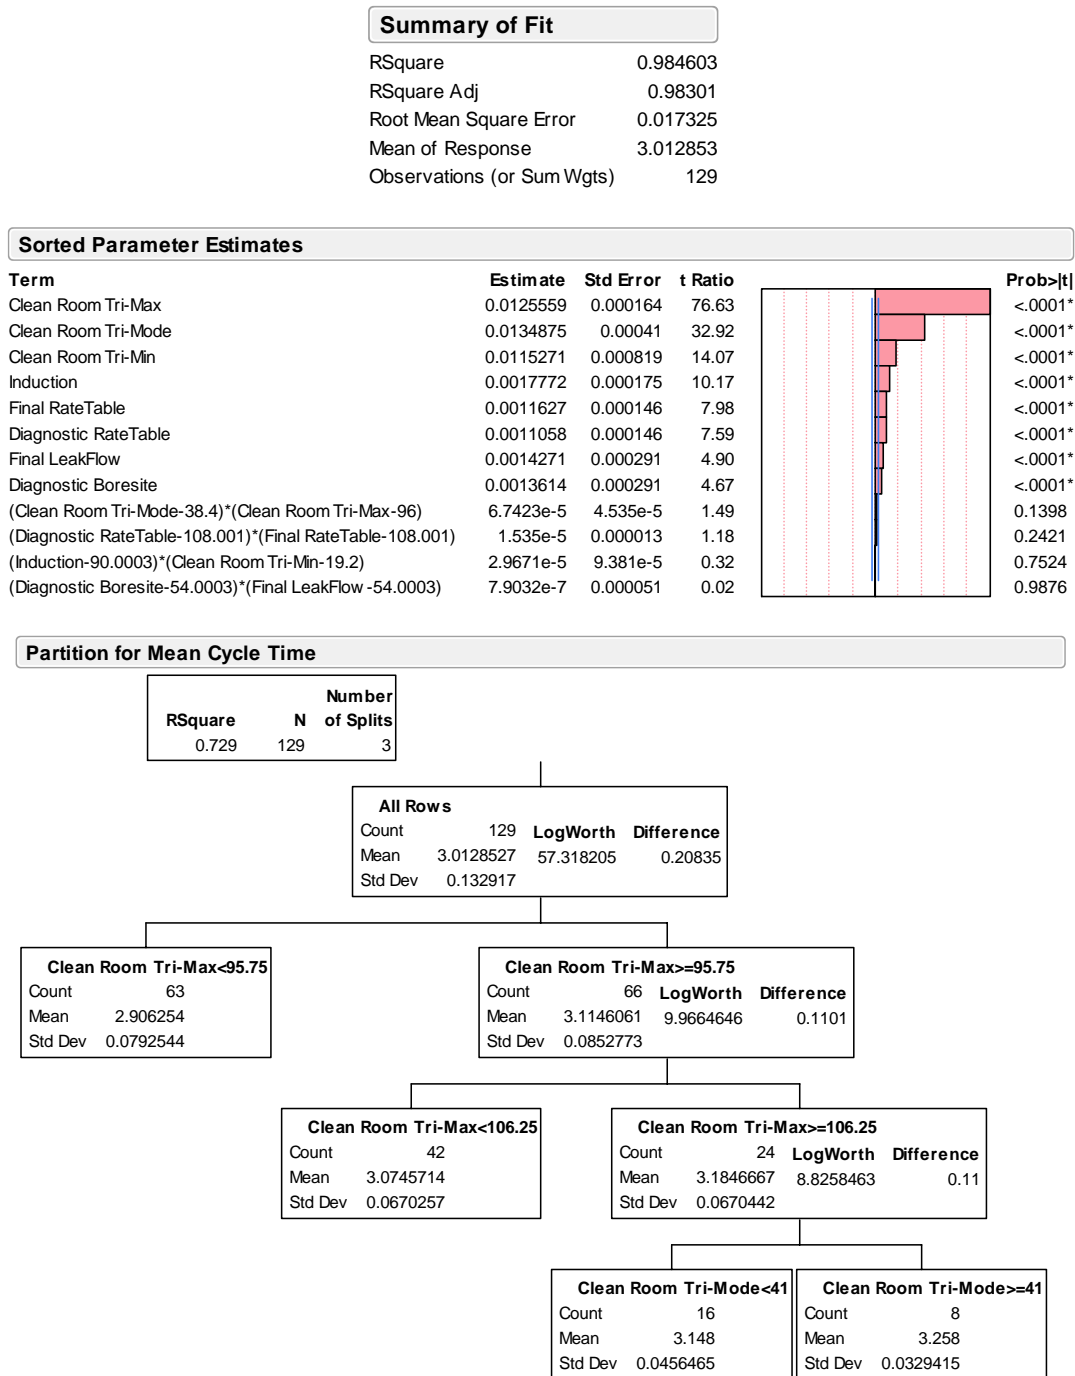 Summary of Fit
RSquare 0.984603
RSquare Adj 0.98301
Root Mean Square Error 0.017325
Mean of Response 3.012853
Observations (or Sum Wgts) 129
Sorted Parameter Estimates
Term Estimate Std Error t Ratio Prob>|t|
Clean Room Tri-Max 0.0125559 0.000164 76.63 <.0001*
Clean Room Tri-Mode 0.0134875 0.00041 32.92 <.0001*
Clean Room Tri-Min 0.0115271 0.000819 14.07 <.0001*
Induction 0.0017772 0.000175 10.17 <.0001*
Final RateTable 0.0011627 0.000146 7.98 <.0001*
Diagnostic RateTable 0.0011058 0.000146 7.59 <.0001*
Final LeakFlow 0.0014271 0.000291 4.90 <.0001*
Diagnostic Boresite 0.0013614 0.000291 4.67 <.0001*
(Clean Room Tri-Mode-38.4)*(Clean Room Tri-Max-96) 6.7423e-5 4.535e-5 1.49 0.1398
(Diagnostic RateTable-108.001)*(Final RateTable-108.001) 1.535e-5 0.000013 1.18 0.2421
(Induction-90.0003)*(Clean Room Tri-Min-19.2) 2.9671e-5 9.381e-5 0.32 0.7524
(Diagnostic Boresite-54.0003)*(Final LeakFlow -54.0003) 7.9032e-7 0.000051 0.02 0.9876
Partition for Mean Cycle Time
Number
RSquare N of Splits
0.729 129 3
All Rows
Count 129 LogWorth Difference
Mean 3.0128527 57.318205 0.20835
Std Dev 0.132917
Clean Room Tri-Max<95.75
Count 63
Mean 2.906254
Std Dev 0.0792544
Clean Room Tri-Max>=95.75
Count 66 LogWorth Difference
Mean 3.1146061 9.9664646 0.1101
Std Dev 0.0852773
Clean Room Tri-Max<106.25
Count 42
Mean 3.0745714
Std Dev 0.0670257
Clean Room Tri-Max>=106.25
Count 24 LogWorth Difference
Mean 3.1846667 8.8258463 0.11
Std Dev 0.0670442
Clean Room Tri-Mode<41
Count 16
Mean 3.148
Std Dev 0.0456465
Clean Room Tri-Mode>=41
Count 8
Mean 3.258
Std Dev 0.0329415